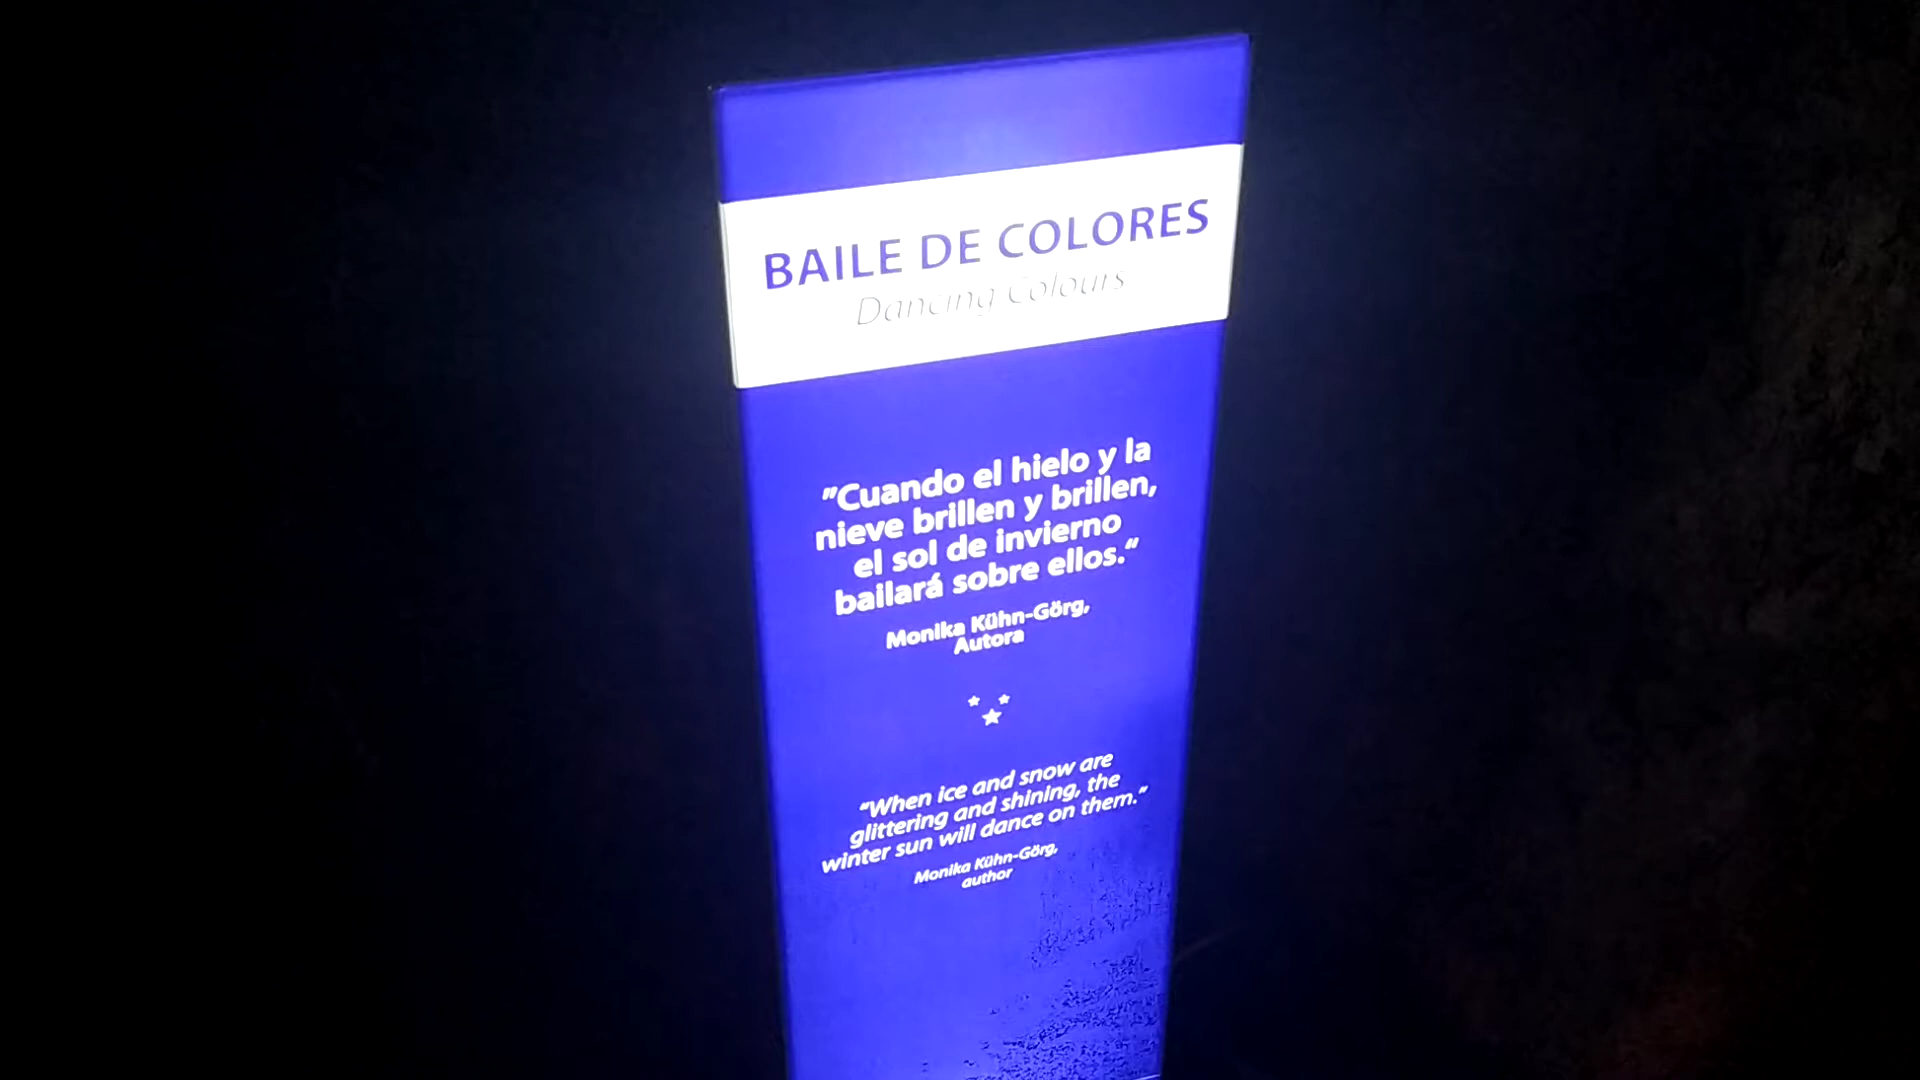 BAILE DE COLORES
Dancing Colours
"Cuando el hielo y la
nieve brillen y brillen,
el sol de invierno
bailará sobre ellos.“
Monika Kühn-Görg,
Autora
“When ice and snow are
glittering and shining, the
winter sun will dance on them.”
Monika Kühn-Görg,
author